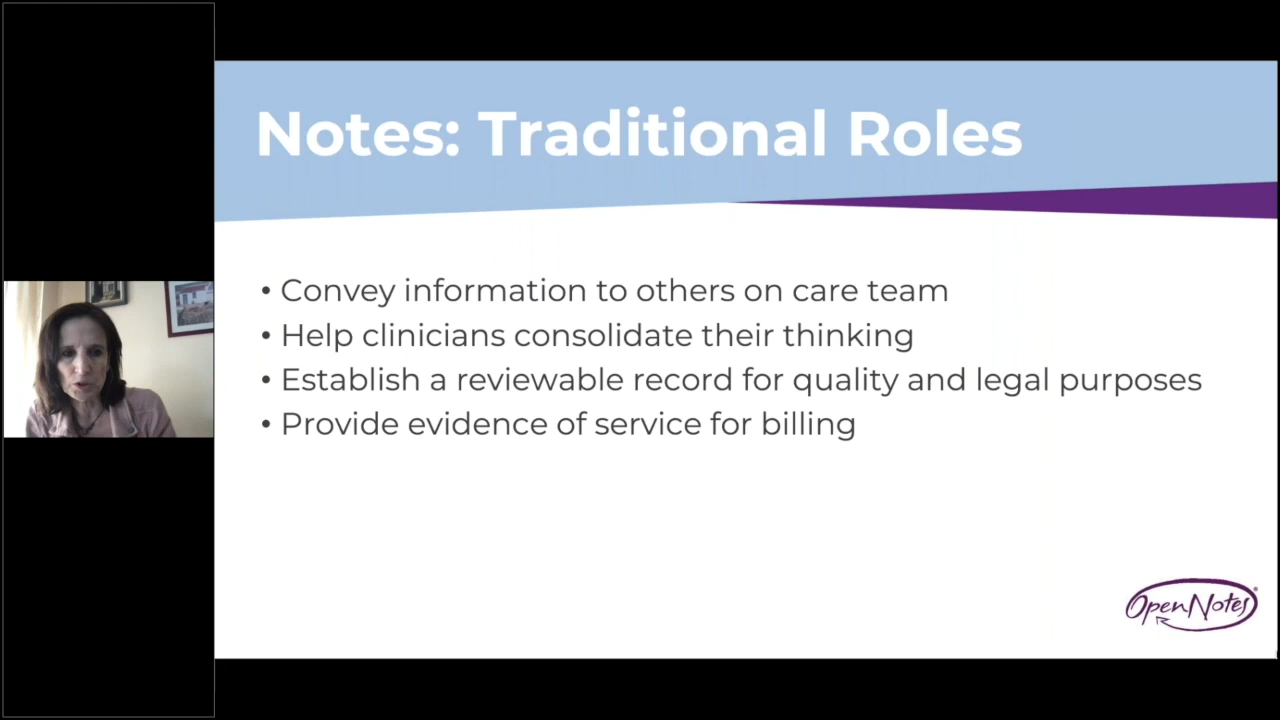 Notes: Traditional Roles
• Convey information to others on care team
• Help clinicians consolidate their thinking
• Establish a reviewable record for quality and legal purposes
• Provide evidence of service for billing
OpenNotes®